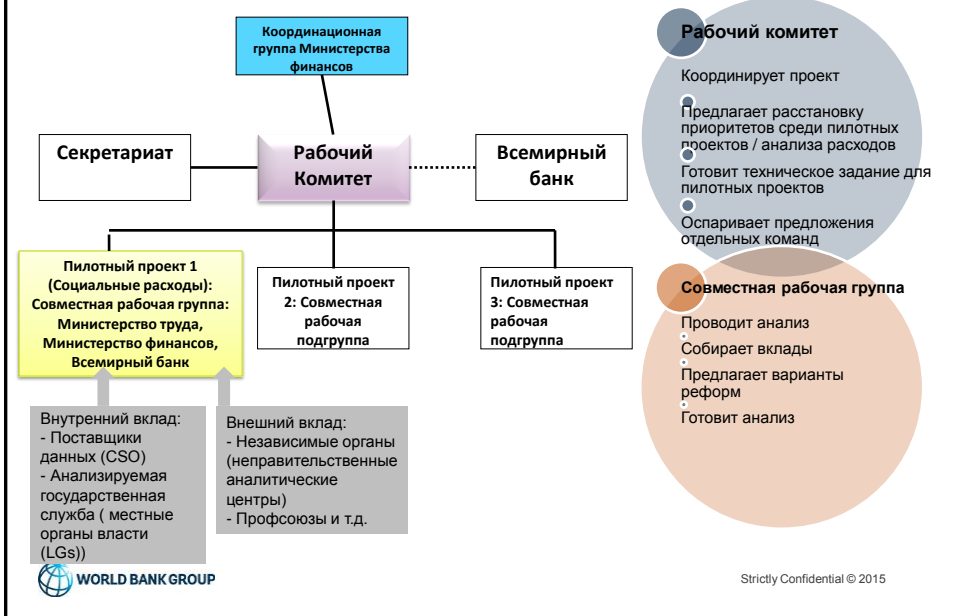 Координационная
группа Министерства
финансов
Секретариат
Рабочий
Комитет
Всемирный
банк
Пилотный проект 1
(Социальные расходы):
Совместная рабочая группа:
Министерство труда,
Министерство финансов,
Всемирный банк
Пилотный проект
2: Совместная
рабочая
подгруппа
Пилотный проект
3: Совместная
рабочая
подгруппа
Внутренний вклад:
- Поставщики
данных (CSO)
- Анализируемая
государственная
служба ( местные
органы власти
(LGs))
Внешний вклад:
- Независимые органы
(неправительственные
аналитические
центры)
- Профсоюзы и т.д.
Рабочий комитет
Координирует проект
Предлагает расстановку
приоритетов среди пилотных
проектов / анализа расходов
Готовит техническое задание для
пилотных проектов
Оспаривает предложения
отдельных команд
Совместная рабочая группа
Проводит анализ
Собирает вклады
Предлагает варианты
реформ
Готовит анализ
WORLD BANK GROUP
Strictly Confidential © 2015